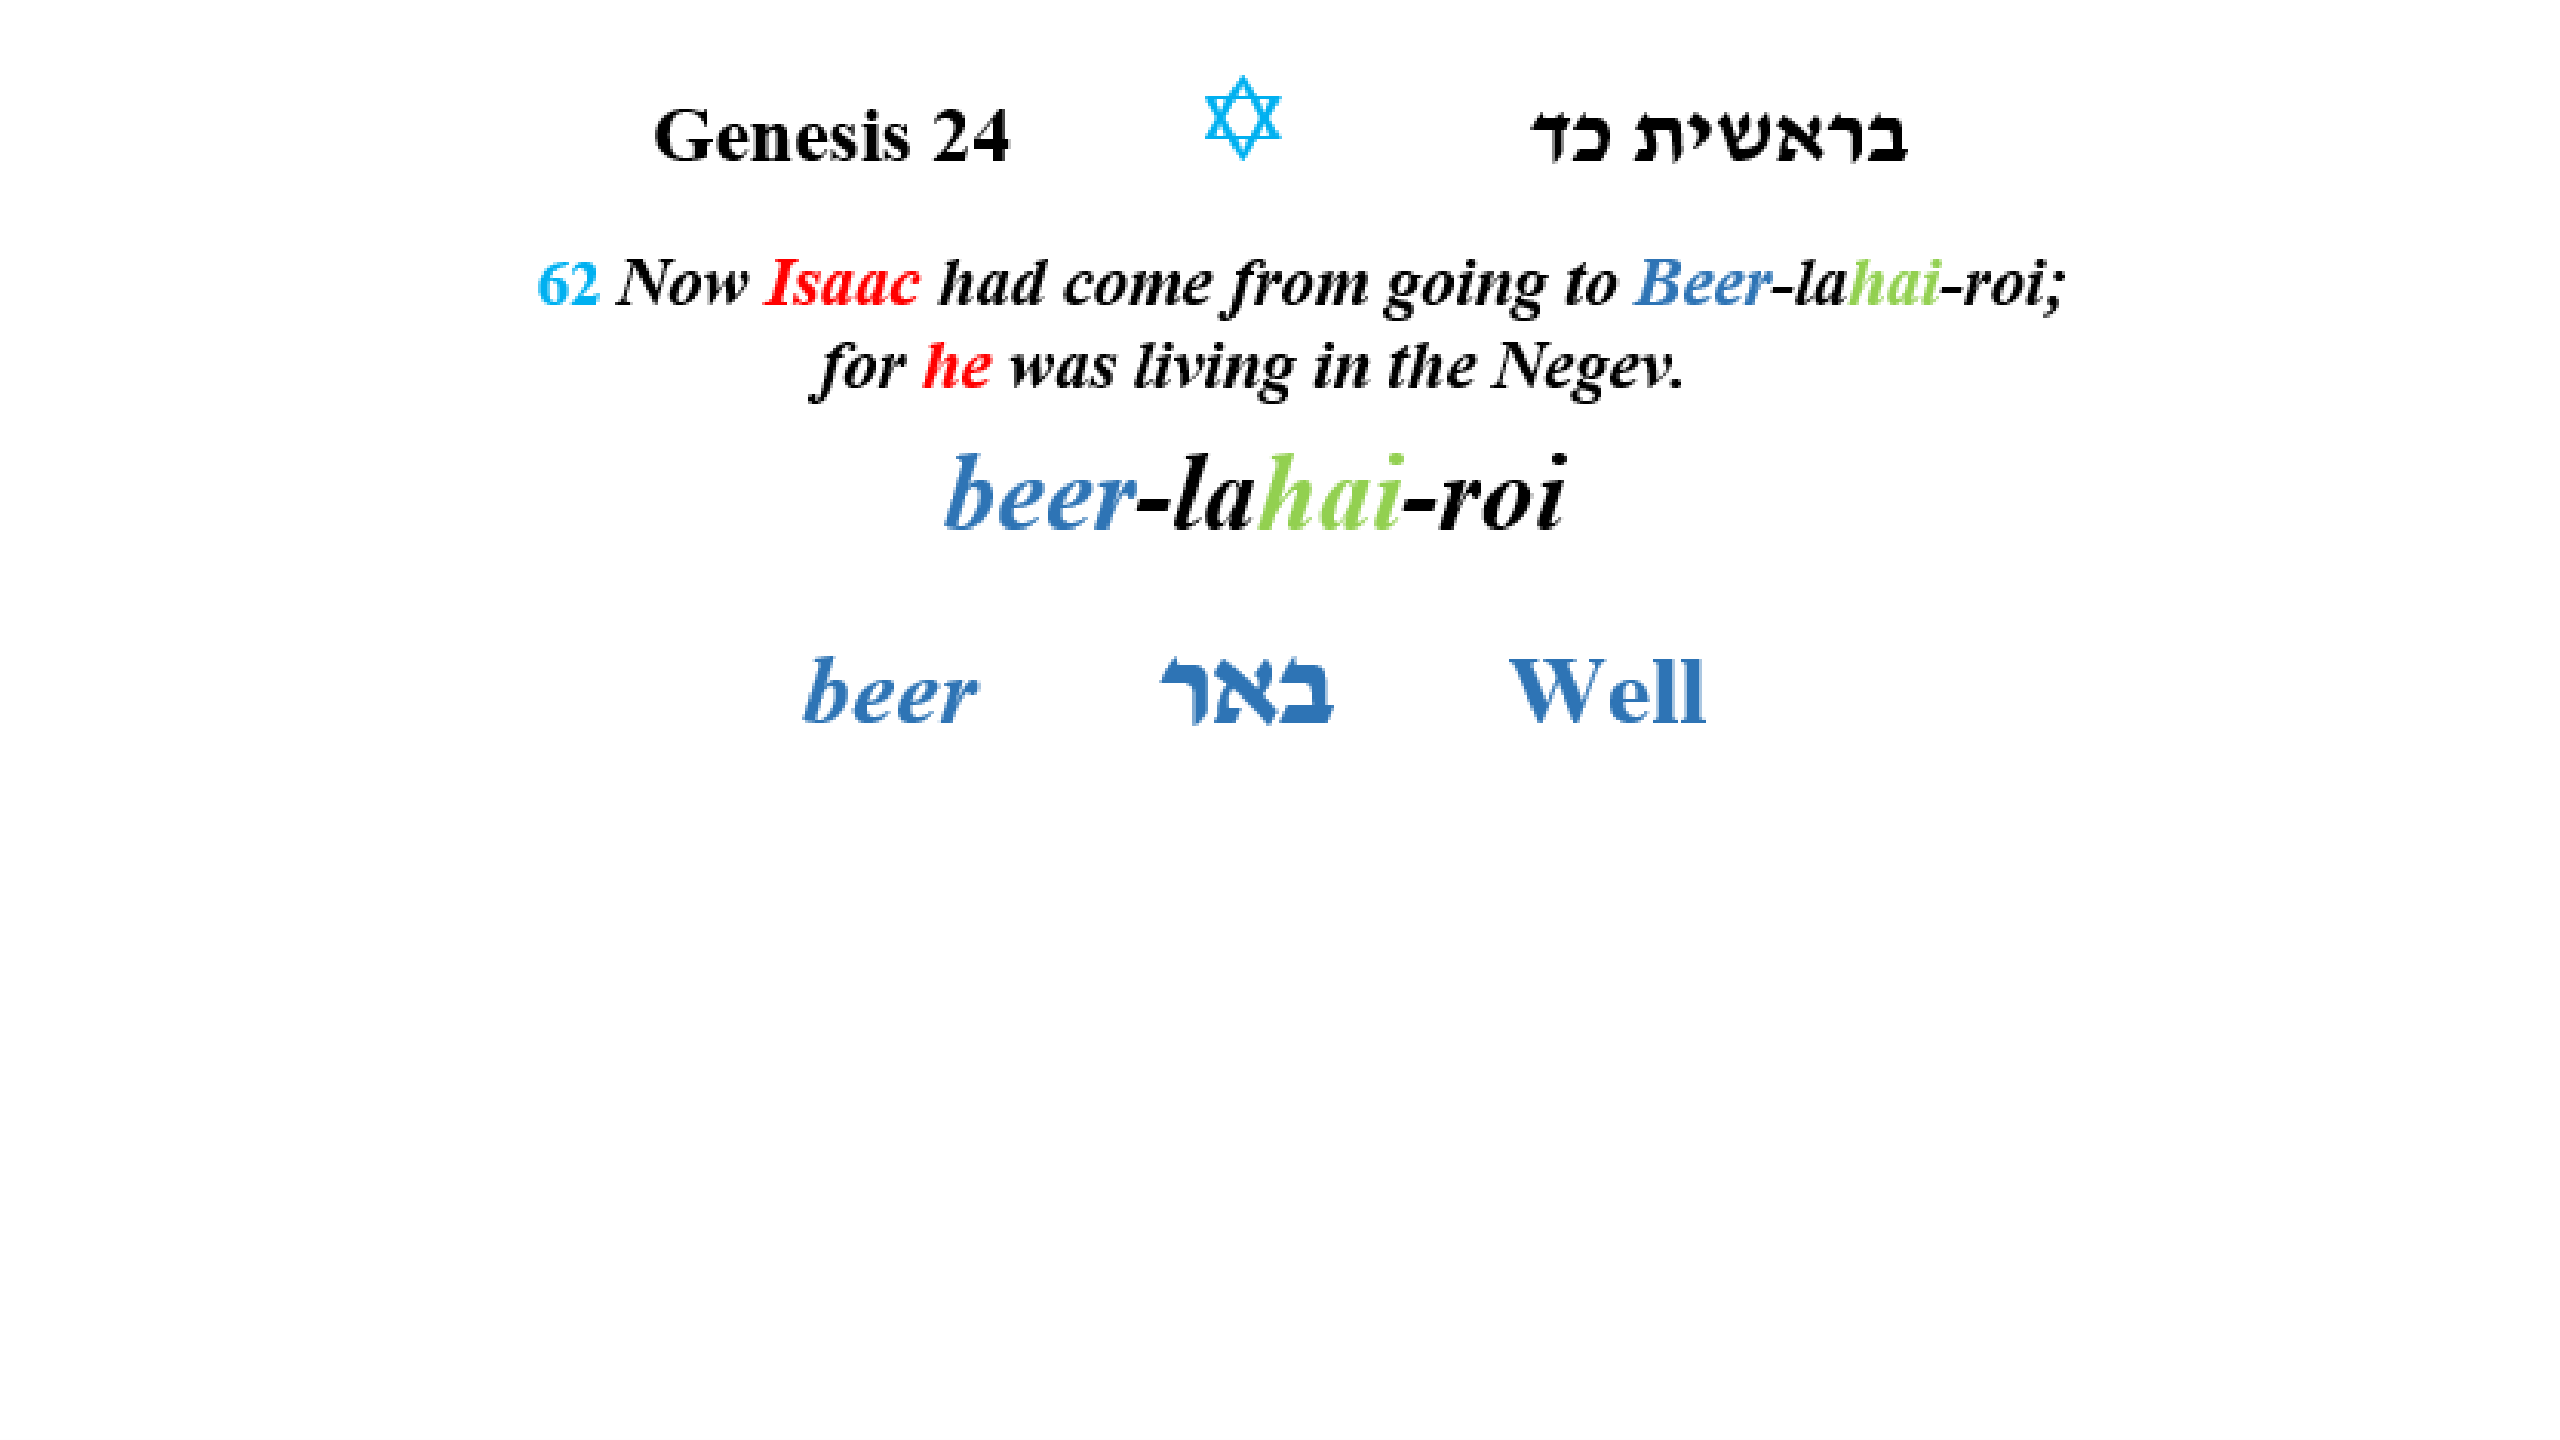 Genesis 24 ✡ בראשית כד
62 Now Isaac had come from going to Beer-lahai-roi;
for he was living in the Negev.
beer-lahai-roi
beer באר Well